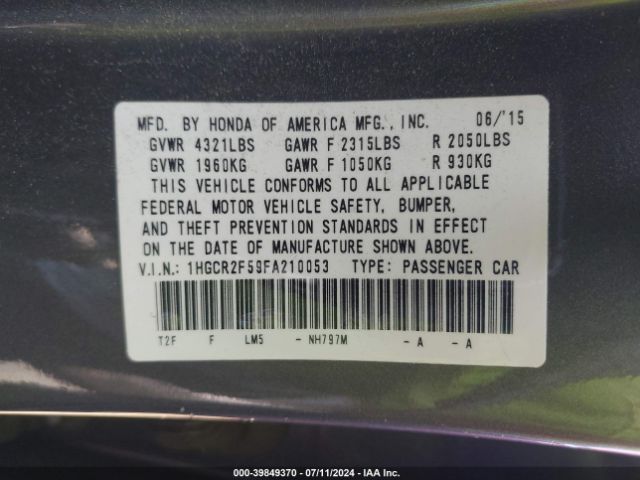 MFD. BY HONDA OF AMERICA MFG., INC. 06/'15
GVWR 4321LBS GAWR F 2315LBS R 2050LBS
GVWR 1960KG GAWR F 1050KG R 930KG
THIS VEHICLE CONFORMS TO ALL APPLICABLE
FEDERAL MOTOR VEHICLE SAFETY, BUMPER,
AND THEFT PREVENTION STANDARDS IN EFFECT
ON THE DATE OF MANUFACTURE SHOWN ABOVE.
V.I.N.: 1HGCR2F59FA210053 TYPE: PASSENGER CAR
T2F F LM5 - NH797M - A - A
000-39849370 - 07/11/2024 - IAA Inc.